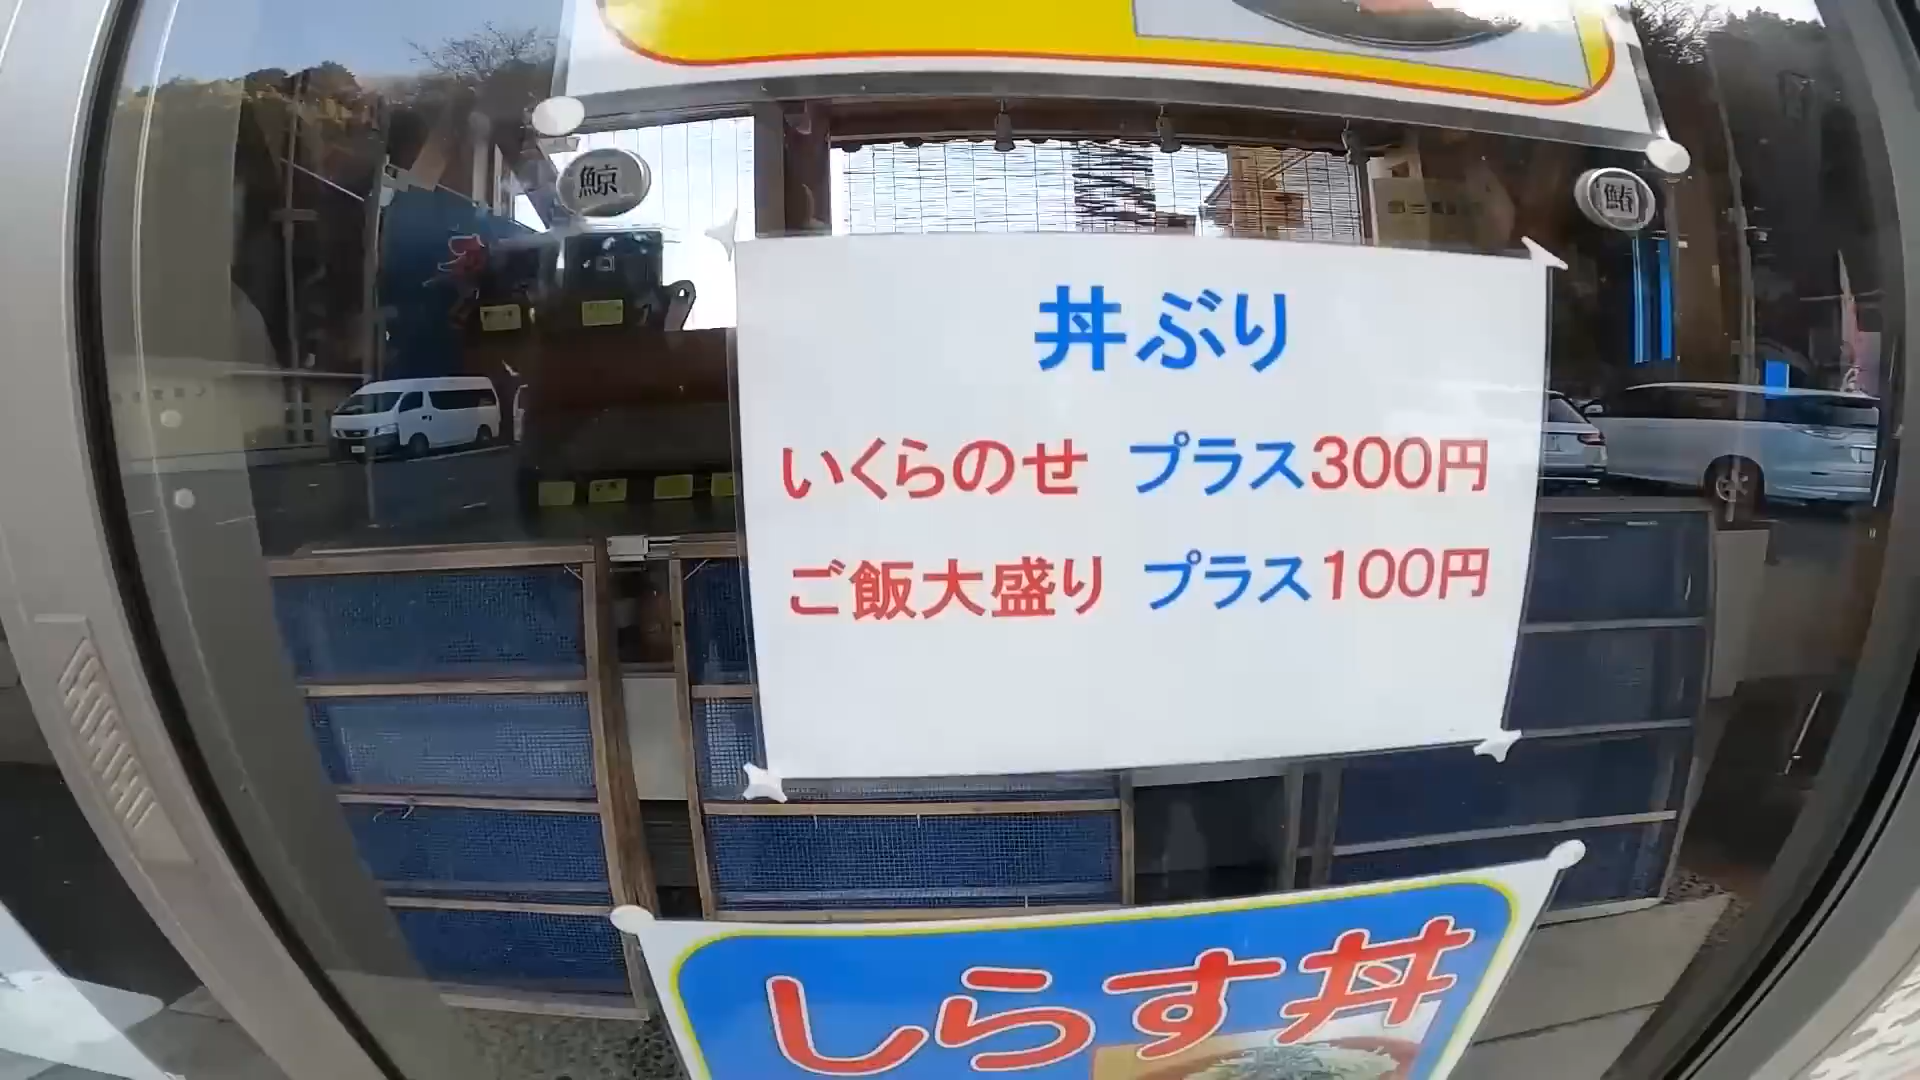 鯨
鰆
丼ぶり
いくらのせ プラス300円
ご飯大盛り プラス100円
しらす丼